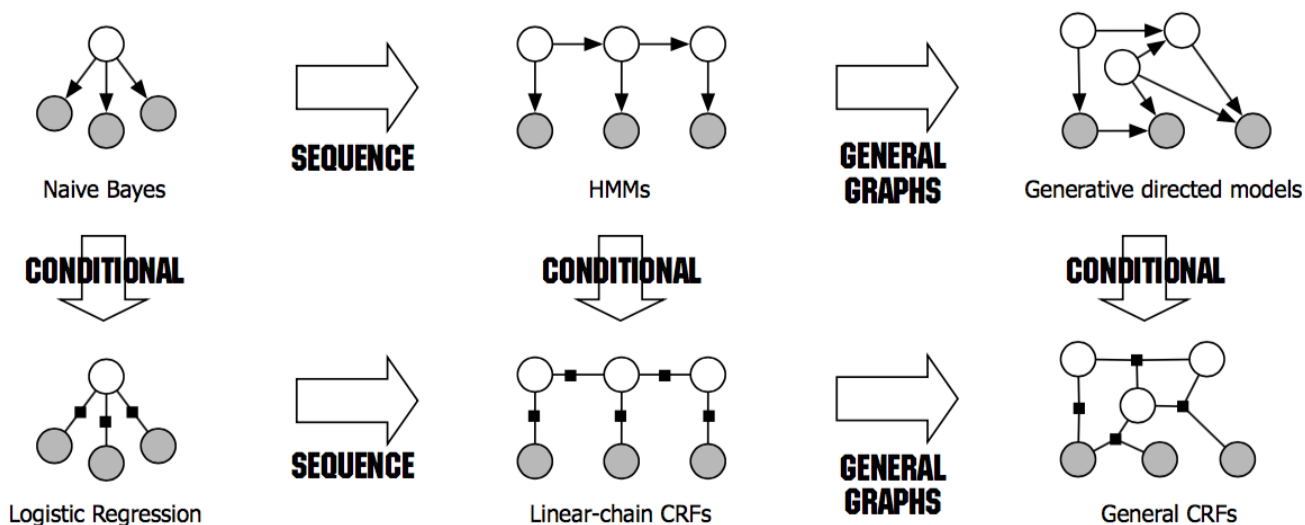 SEQUENCE
GENERAL
GRAPHS
Naive Bayes
HMMs
Generative directed models
CONDITIONAL
CONDITIONAL
CONDITIONAL
SEQUENCE
GENERAL
GRAPHS
Logistic Regression
Linear-chain CRFs
General CRFs